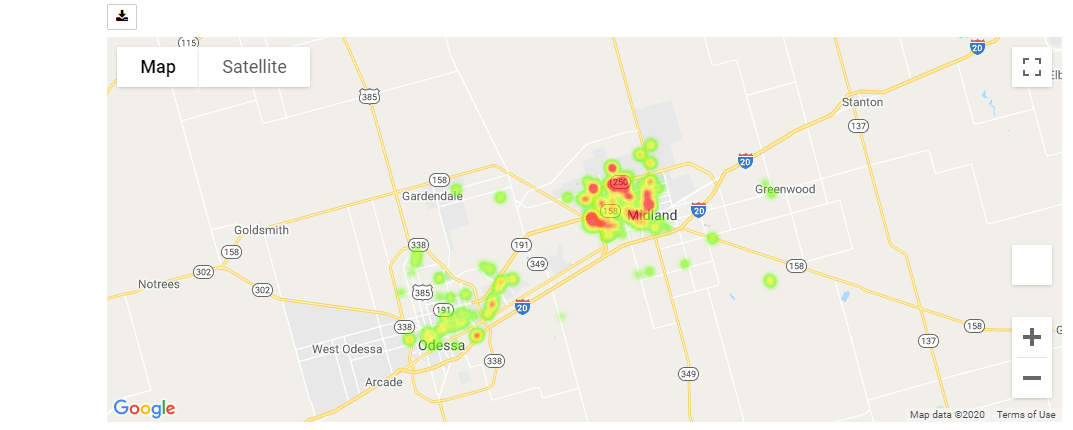 115
Map
Satellite
20
385
Stanton
137
20
250
158
Gardendale
Greenwood
158
Midland
20
Goldsmith
338
191
158
349
158
302
Notrees
302
385
191
20
338
158
137
West Odessa
Odessa
338
Arcade
349
Google
Map data ©2020
Terms of Use